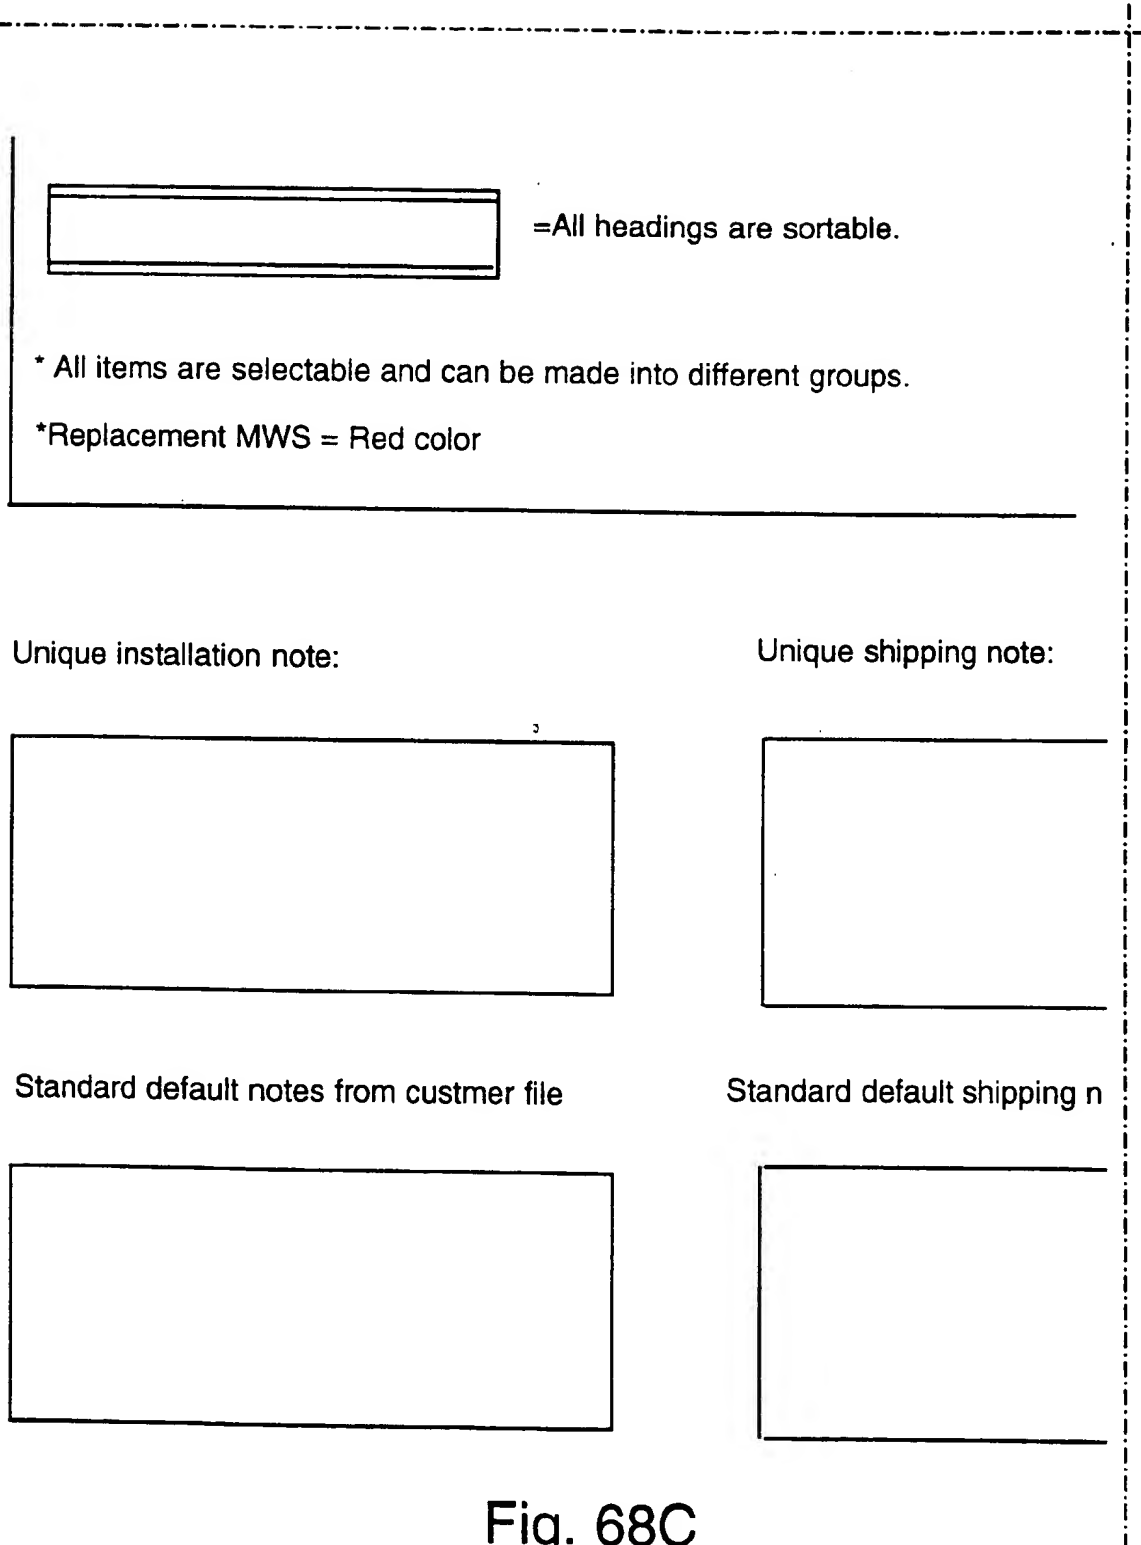 =All headings are sortable.
* All items are selectable and can be made into different groups.
*Replacement MWS = Red color
Unique installation note:
Unique shipping note:
Standard default notes from custmer file
Standard default shipping n
Fig. 68C